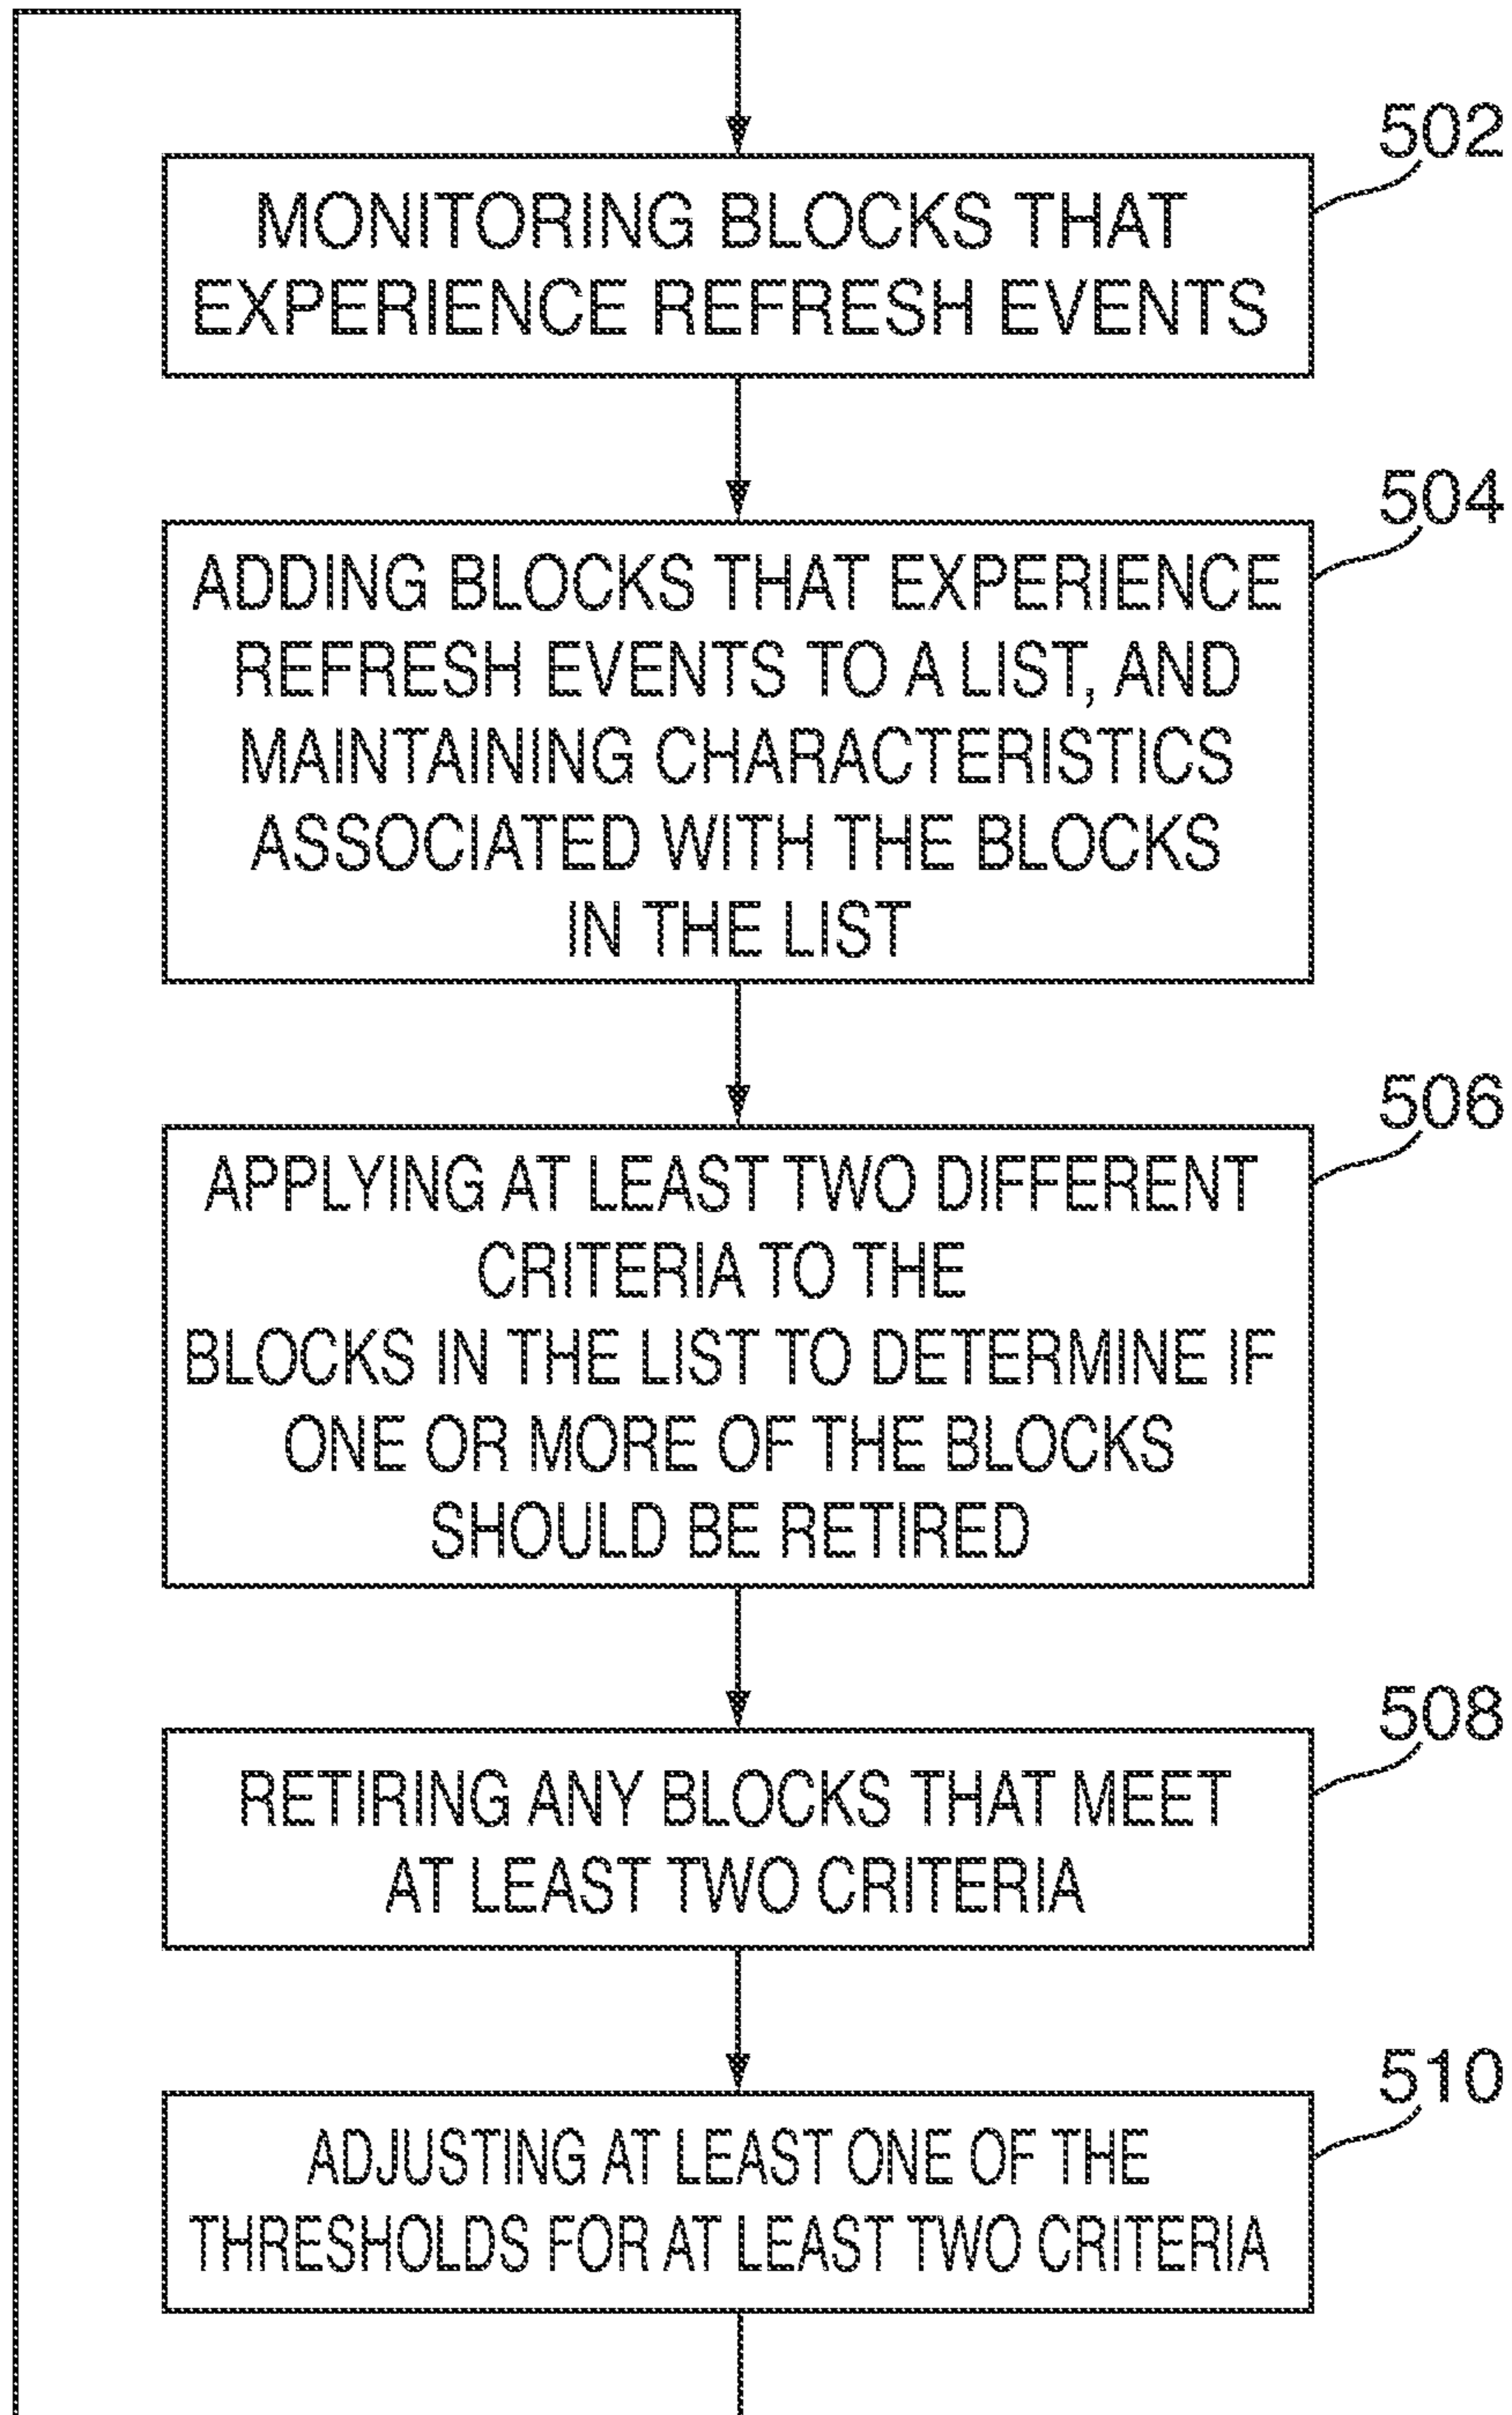 502
MONITORING BLOCKS THAT
EXPERIENCE REFRESH EVENTS
504
ADDING BLOCKS THAT EXPERIENCE
REFRESH EVENTS TO A LIST, AND
MAINTAINING CHARACTERISTICS
ASSOCIATED WITH THE BLOCKS
IN THE LIST
506
APPLYING AT LEAST TWO DIFFERENT
CRITERIA TO THE
BLOCKS IN THE LIST TO DETERMINE IF
ONE OR MORE OF THE BLOCKS
SHOULD BE RETIRED
508
RETIRING ANY BLOCKS THAT MEET
AT LEAST TWO CRITERIA
510
ADJUSTING AT LEAST ONE OF THE
THRESHOLDS FOR AT LEAST TWO CRITERIA